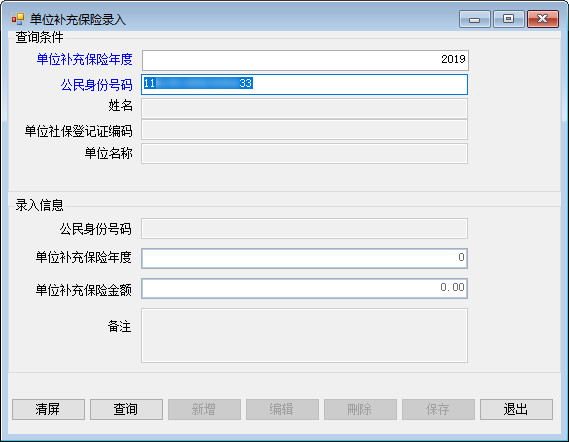 单位补充保险录入
查询条件
单位补充保险年度 2019
公民身份号码 11 33
姓名
单位社保登记证编码
单位名称
录入信息
公民身份号码
单位补充保险年度 0
单位补充保险金额 0.00
备注
清屏 查询 新增 编辑 删除 保存 退出